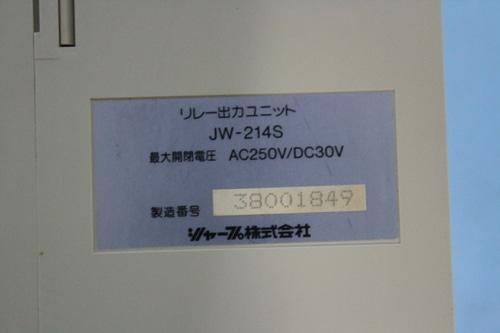 リレー出力ユニット
JW-214S
最大開閉電圧 AC250V/DC30V
製造番号 38001849
シャープ株式会社